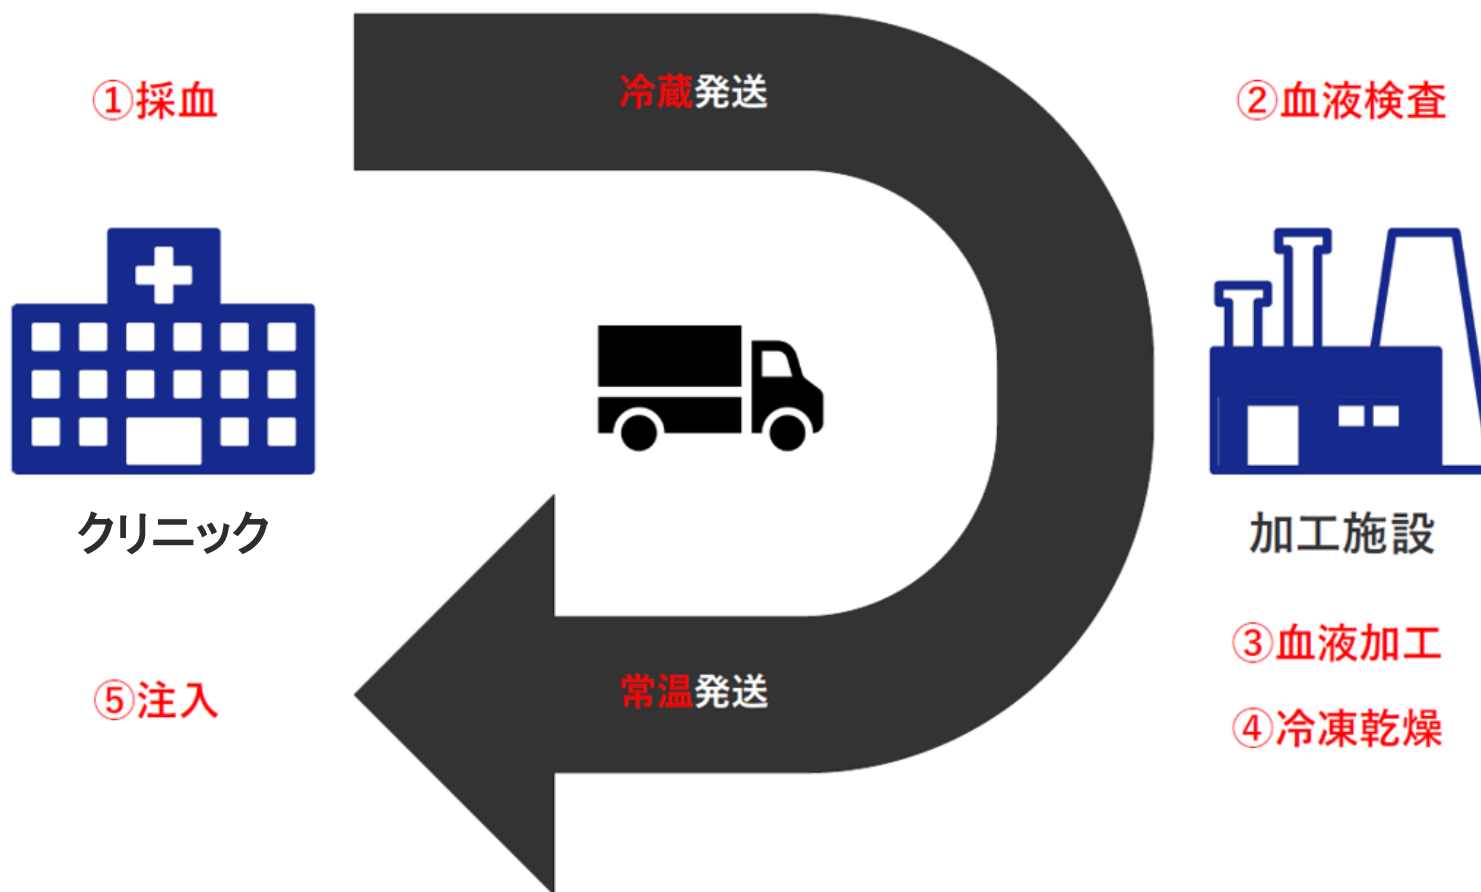 ①採血
冷蔵発送
②血液検査
クリニック
加工施設
③血液加工
④冷凍乾燥
常温発送
⑤注入